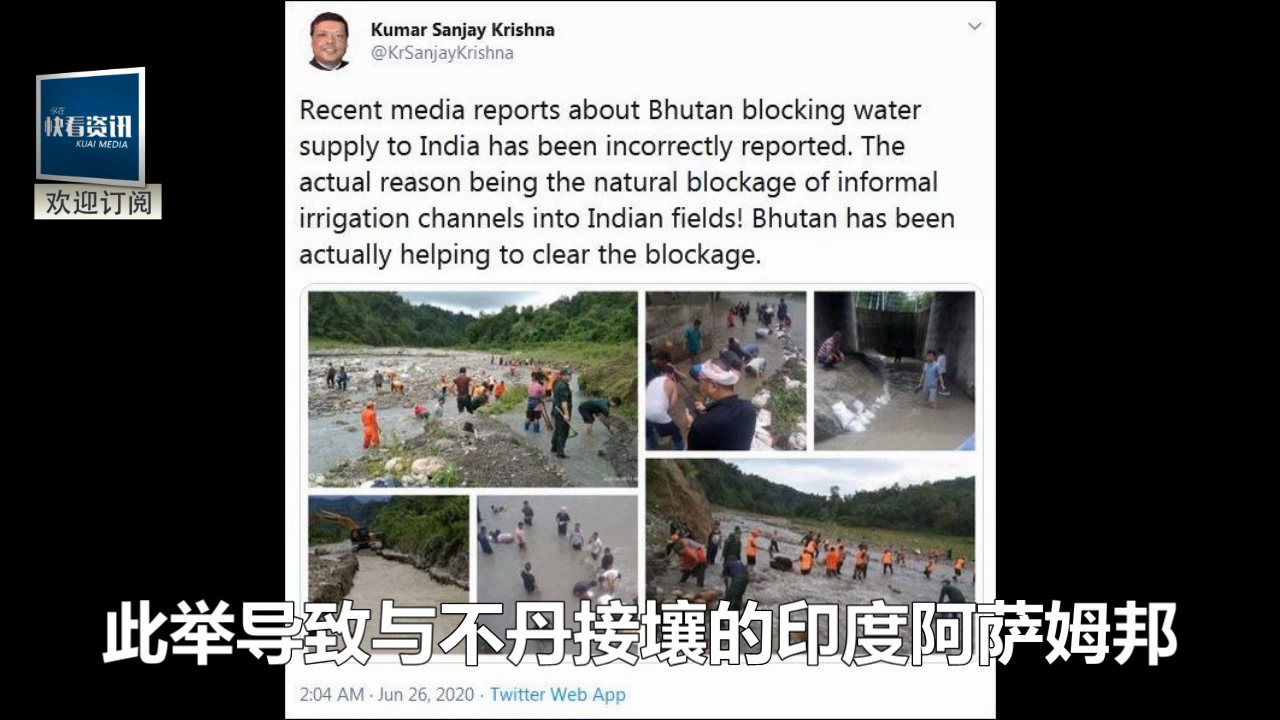 Kumar Sanjay Krishna
@KrSanjayKrishna
快看资讯
KUAI MEDIA
欢迎订阅
Recent media reports about Bhutan blocking water
supply to India has been incorrectly reported. The
actual reason being the natural blockage of informal
irrigation channels into Indian fields! Bhutan has been
actually helping to clear the blockage.
此举导致与不丹接壤的印度阿萨姆邦
2:04 AM · Jun 26, 2020 · Twitter Web App